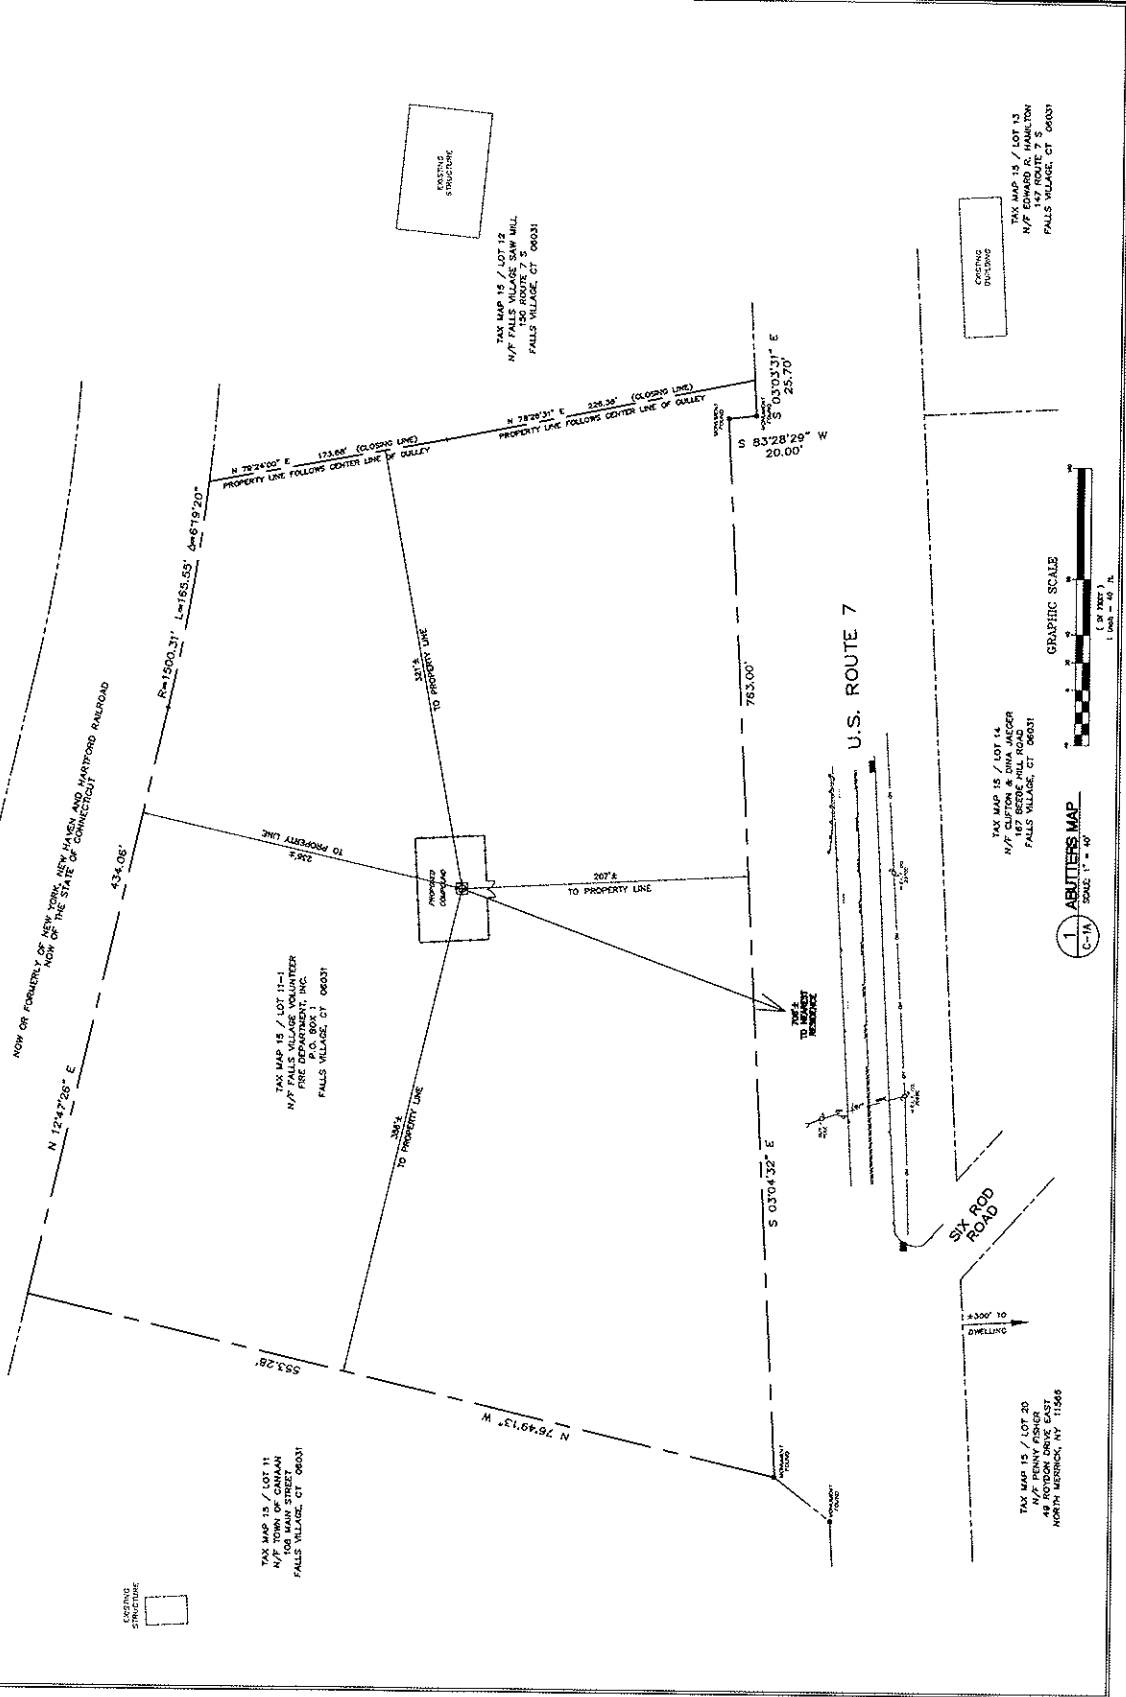 NOW OR FORMERLY OF NEW YORK, NEW HAVEN AND HARTFORD RAILROAD
NOW OF THE STATE OF CONNECTICUT
N 12°47'26" E
434.06'
R=1500.31' L=165.55' Δ=6°19'20"
EXISTING
STRUCTURE
TAX MAP 15 / LOT 12
N/F FALLS VILLAGE SAW MILL
150 ROUTE 7 S
FALLS VILLAGE, CT 06031
N 79°24'00" E 173.68' (CLOSING LINE)
PROPERTY LINE FOLLOWS CENTER LINE OF GULLEY
N 78°26'31" E 226.36' (CLOSING LINE)
PROPERTY LINE FOLLOWS CENTER LINE OF GULLEY
MONUMENT
FOUND
MONUMENT
FOUND
S 03°03'31" E
25.70'
S 83°28'29" W
20.00'
EXISTING
BUILDING
TAX MAP 15 / LOT 13
N/F EDWARD R. HAMILTON
147 ROUTE 7 S
FALLS VILLAGE, CT 06031
321'±
TO PROPERTY LINE
236'±
TO PROPERTY LINE
PROPOSED
COMPOUND
207'±
TO PROPERTY LINE
763.00'
U.S. ROUTE 7
TAX MAP 15 / LOT 11-1
N/F FALLS VILLAGE VOLUNTEER
FIRE DEPARTMENT, INC.
P.O. BOX 1
FALLS VILLAGE, CT 06031
386'±
TO PROPERTY LINE
TO NEAREST
RESIDENCE
S 03°04'32" E
553.28'
N 76°49'13" W
MONUMENT
FOUND
MONUMENT
FOUND
EXISTING
STRUCTURE
TAX MAP 15 / LOT 11
N/F TOWN OF CANAAN
108 MAIN STREET
FALLS VILLAGE, CT 06031
SIX ROD
ROAD
±300' TO
DWELLING
TAX MAP 15 / LOT 20
N/F PENNY FISHER
49 ROYDON DRIVE EAST
NORTH MERRICK, NY 11566
TAX MAP 15 / LOT 14
N/F CLIFTON & DINA JAEGER
167 BEEBE HILL ROAD
FALLS VILLAGE, CT 06031
GRAPHIC SCALE
( IN FEET )
1 inch = 40 ft.
1
C-1A
ABUTTERS MAP
SCALE: 1" = 40'